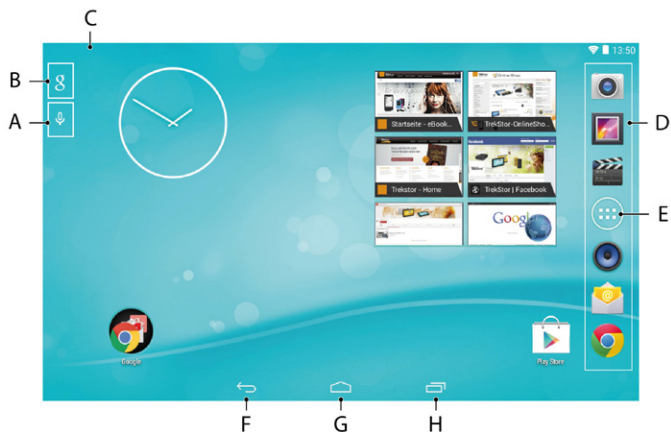 C
13:50
B
g
A
D
E
Startseite - eBook...
TrekStor-OnlineSho...
Trekstor - Home
TrekStor | Facebook
Google
Google
Play Store
F
G
H